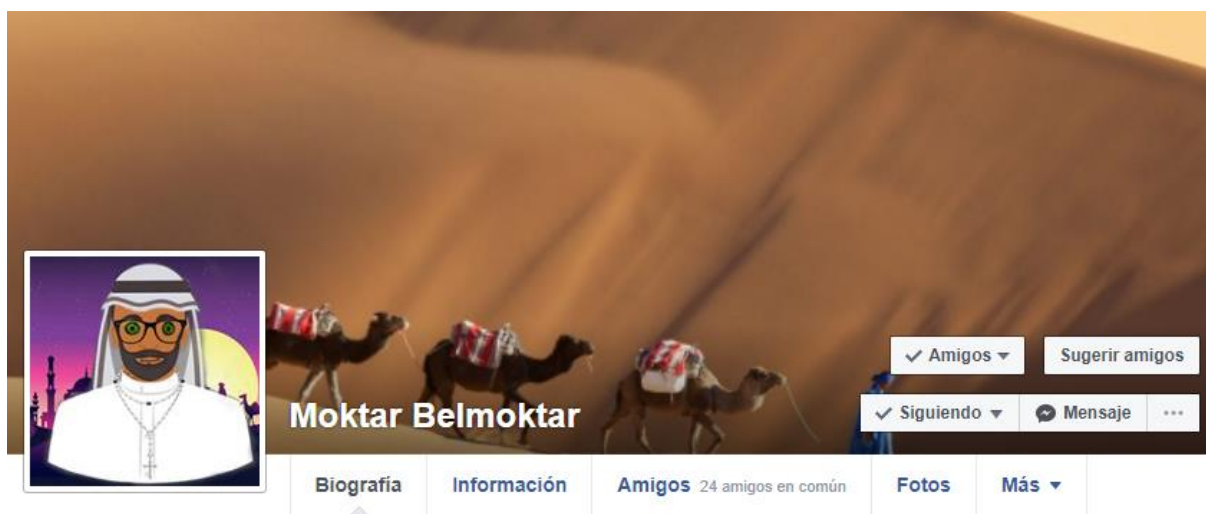 Amigos
Sugerir amigos
Moktar Belmoktar
Siguiendo
Mensaje
Biografía
Información
Amigos 24 amigos en común
Fotos
Más